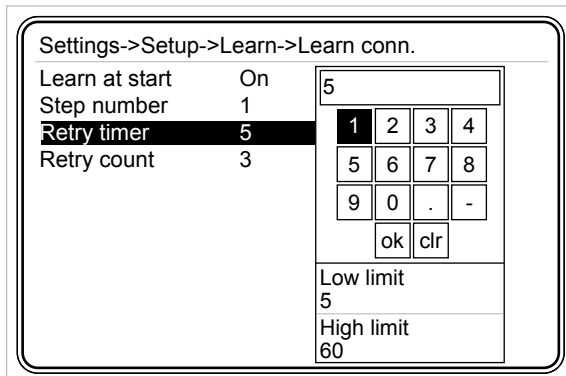 Settings->Setup->Learn->Learn conn.
Learn at start On
Step number 1
Retry timer 5
Retry count 3
5
1 2 3 4
5 6 7 8
9 0 . -
ok clr
Low limit
5
High limit
60